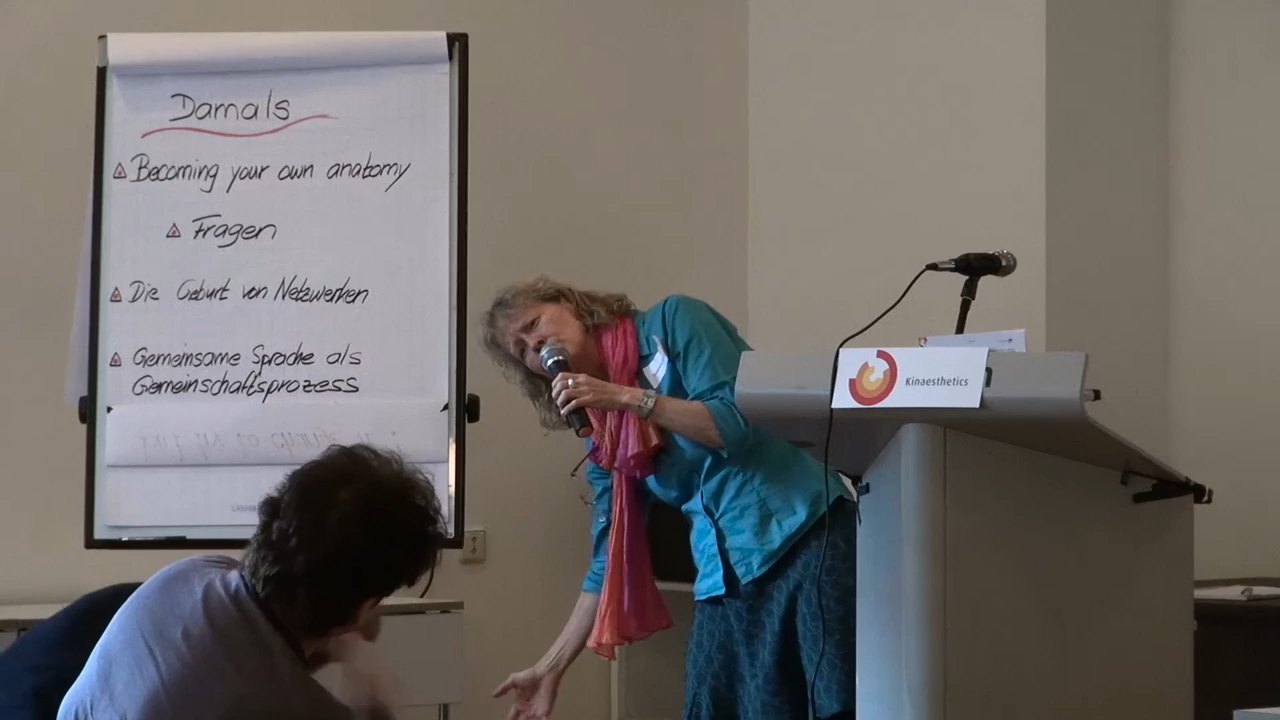 Damals
Becoming your own anatomy
Fragen
Die Geburt von Netzwerken
Gemeinsame Sprache als
Gemeinschaftsprozess
Kinaesthetics